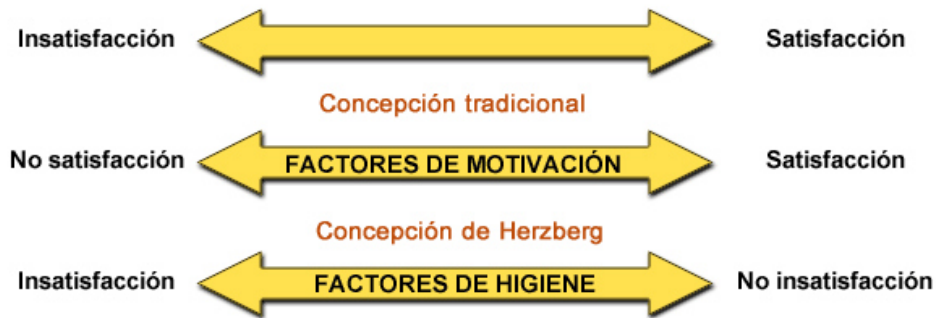 Insatisfacción Satisfacción
Concepción tradicional
No satisfacción FACTORES DE MOTIVACIÓN Satisfacción
Concepción de Herzberg
Insatisfacción FACTORES DE HIGIENE No insatisfacción